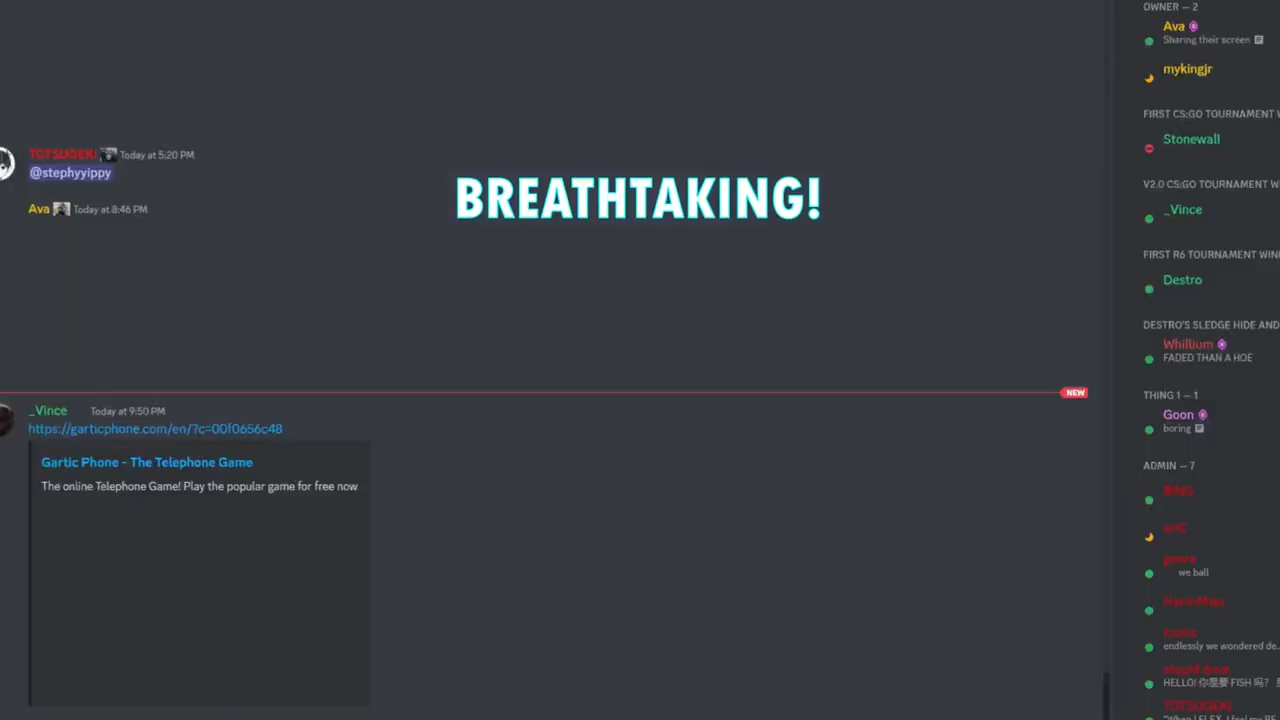 OWNER — 2
Ava
Sharing their screen
mykingjr
FIRST CS:GO TOURNAMENT W
Stonewall
V2.0 CS:GO TOURNAMENT W
_Vince
FIRST R6 TOURNAMENT WIN
Destro
DESTRO'S SLEDGE HIDE AND
Whillium
FADED THAN A HOE
THING 1 — 1
Goon
boring
ADMIN — 7
eriC
we ball
Iconic
endlessly we wondered de...
stupid dove
HELLO! 你是要 FISH 吗?
TOTSUGEKI
TOTSUGEKI Today at 5:20 PM
@stephyyippy
Ava Today at 8:46 PM
BREATHTAKING!
NEW
_Vince Today at 9:50 PM
https://garticphone.com/en/?c=00f0656c48
Gartic Phone - The Telephone Game
The online Telephone Game! Play the popular game for free now